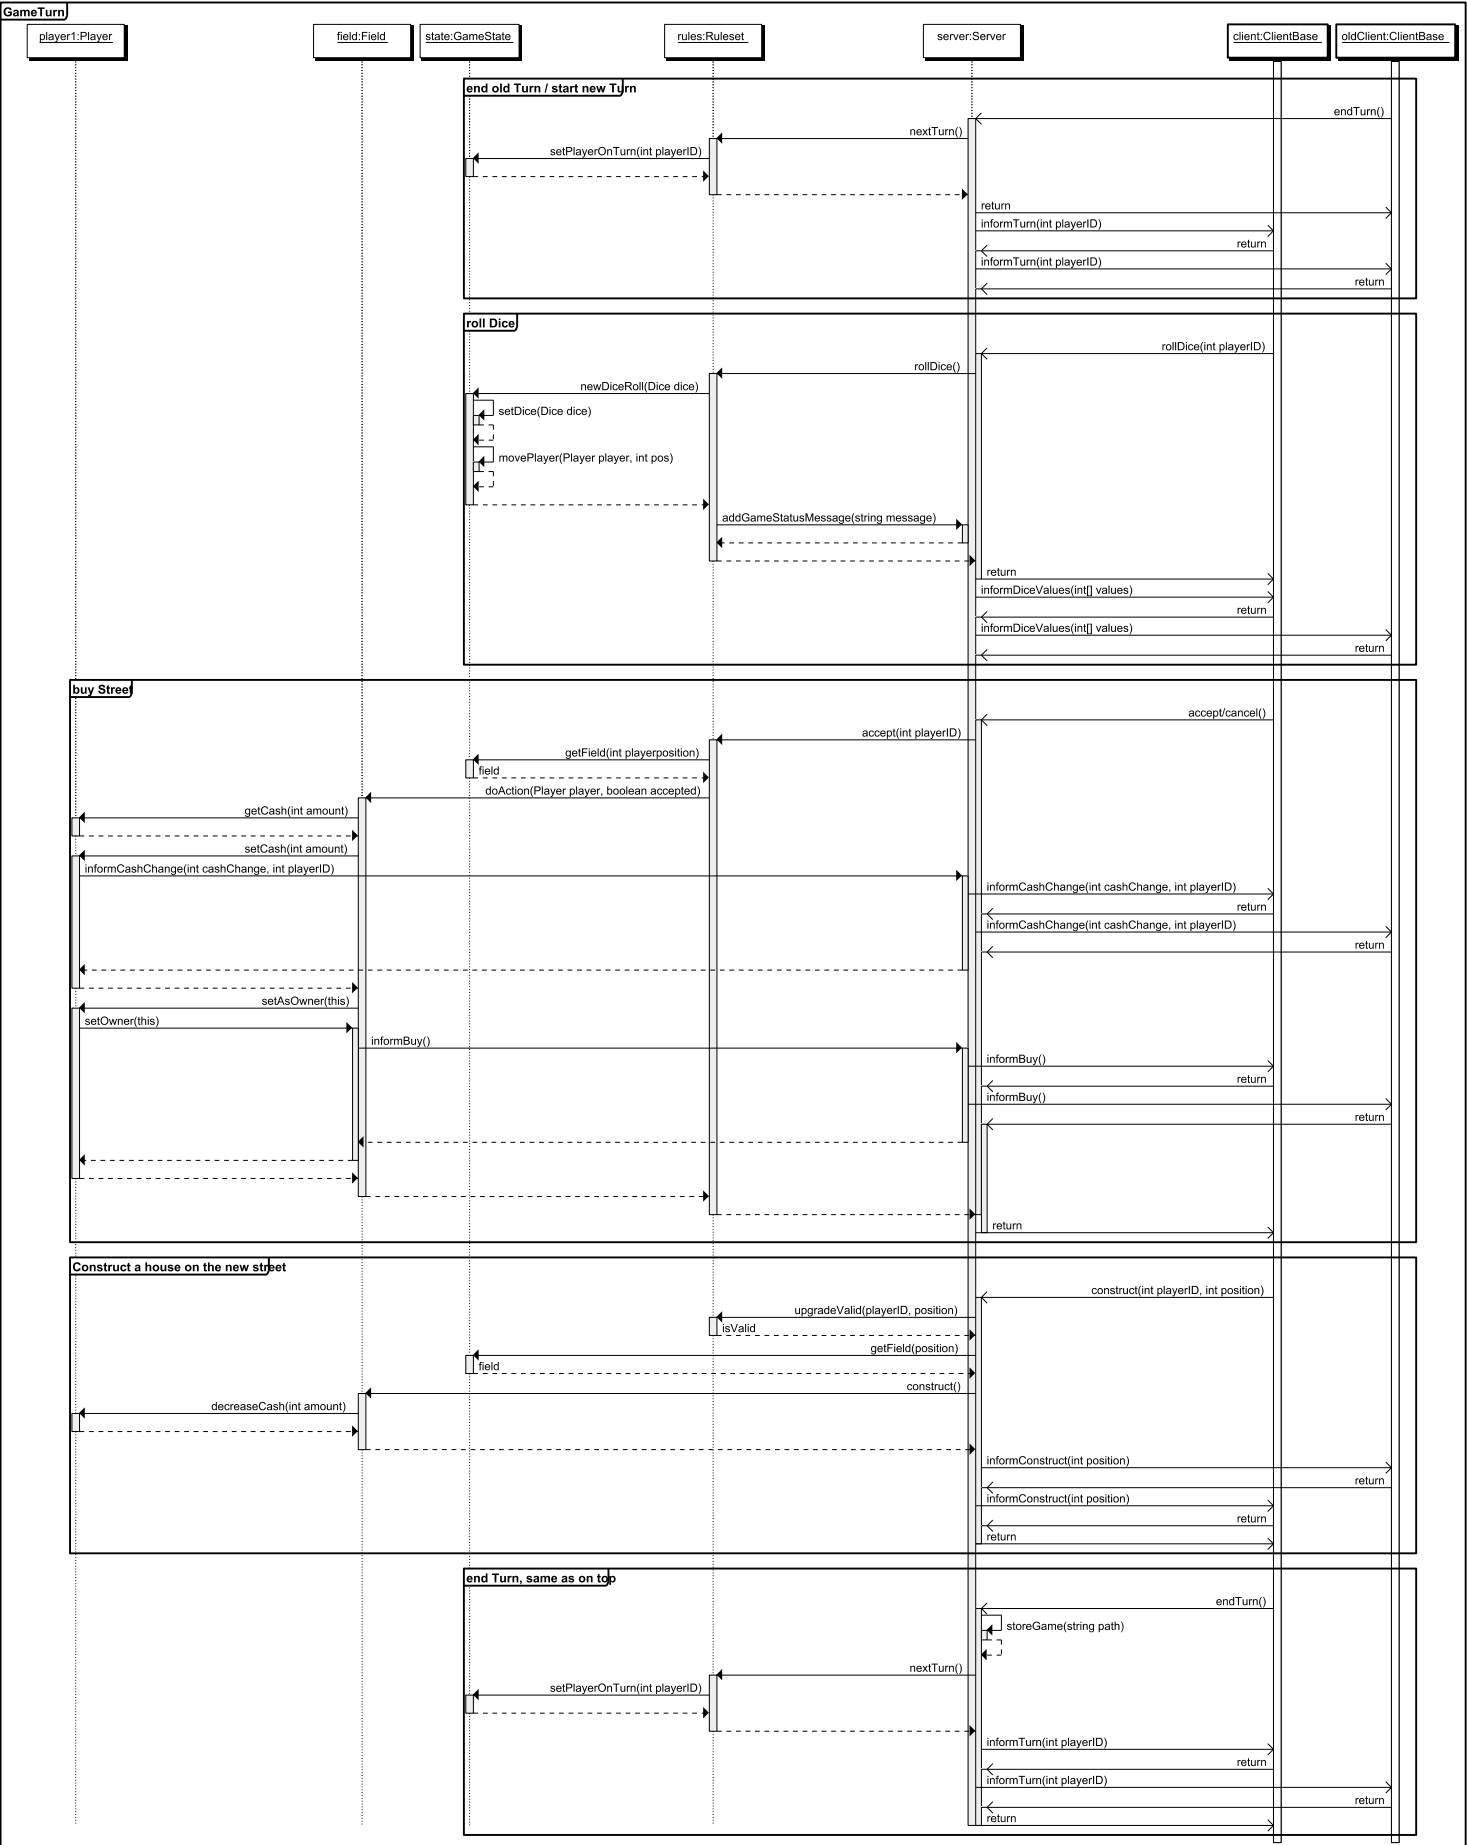 GameTurn
player1:Player
field:Field
state:GameState
rules:Ruleset
server:Server
client:ClientBase
oldClient:ClientBase
end old Turn / start new Turn
endTurn()
nextTurn()
setPlayerOnTurn(int playerID)
return
informTurn(int playerID)
return
informTurn(int playerID)
return
roll Dice
rollDice(int playerID)
rollDice()
newDiceRoll(Dice dice)
setDice(Dice dice)
movePlayer(Player player, int pos)
addGameStatusMessage(string message)
return
informDiceValues(int[] values)
return
informDiceValues(int[] values)
return
buy Street
accept/cancel()
accept(int playerID)
getField(int playerposition)
field
doAction(Player player, boolean accepted)
getCash(int amount)
setCash(int amount)
informCashChange(int cashChange, int playerID)
informCashChange(int cashChange, int playerID)
return
informCashChange(int cashChange, int playerID)
return
setAsOwner(this)
setOwner(this)
informBuy()
informBuy()
return
informBuy()
return
return
Construct a house on the new street
construct(int playerID, int position)
upgradeValid(playerID, position)
isValid
getField(position)
field
construct()
decreaseCash(int amount)
informConstruct(int position)
return
informConstruct(int position)
return
return
end Turn, same as on top
endTurn()
storeGame(string path)
nextTurn()
setPlayerOnTurn(int playerID)
informTurn(int playerID)
return
informTurn(int playerID)
return
return